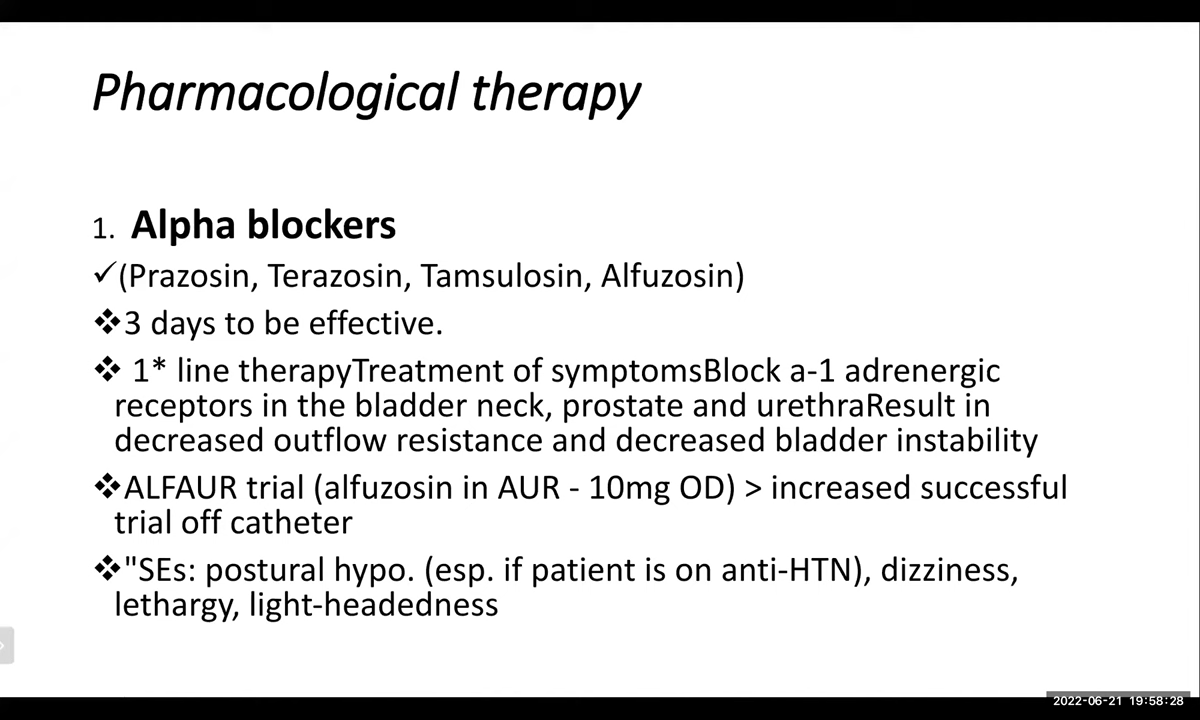 Pharmacological therapy
1. Alpha blockers
✓(Prazosin, Terazosin, Tamsulosin, Alfuzosin)
❖3 days to be effective.
❖ 1* line therapyTreatment of symptomsBlock a-1 adrenergic
receptors in the bladder neck, prostate and urethraResult in
decreased outflow resistance and decreased bladder instability
❖ALFAUR trial (alfuzosin in AUR - 10mg OD) > increased successful
trial off catheter
❖"SEs: postural hypo. (esp. if patient is on anti-HTN), dizziness,
lethargy, light-headedness
2022-06-21 19:58:28